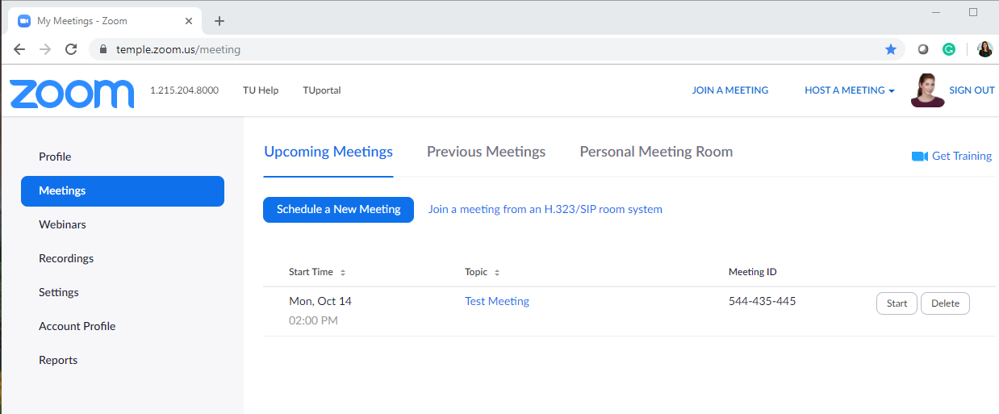 My Meetings - Zoom
temple.zoom.us/meeting
zoom 1.215.204.8000 TU Help TUportal JOIN A MEETING HOST A MEETING SIGN OUT
Profile
Meetings
Webinars
Recordings
Settings
Account Profile
Reports
Upcoming Meetings Previous Meetings Personal Meeting Room Get Training
Schedule a New Meeting Join a meeting from an H.323/SIP room system
Start Time Topic Meeting ID
Mon, Oct 14 Test Meeting 544-435-445 Start Delete
02:00 PM